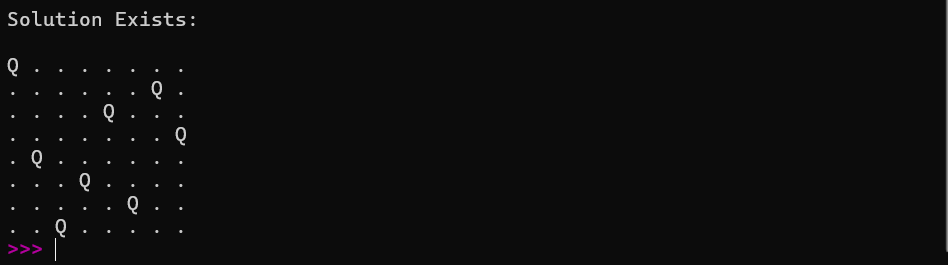 Solution Exists:

Q . . . . . . .
. . . . . . Q .
. . . . Q . . .
. . . . . . . Q
. Q . . . . . .
. . . Q . . . .
. . . . . Q . .
. . Q . . . . .
>>>